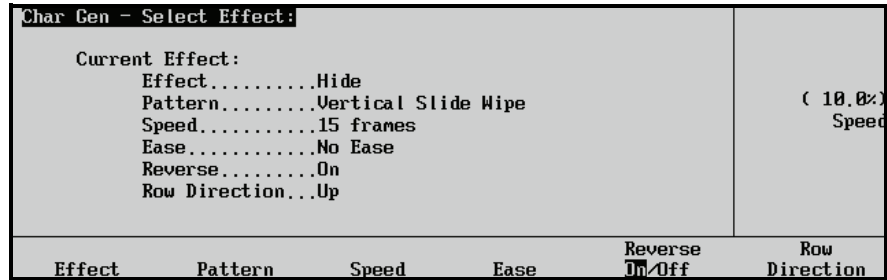 Char Gen - Select Effect:
Current Effect:
Effect..........Hide
Pattern.........Vertical Slide Wipe
Speed...........15 frames
Ease............No Ease
Reverse.........On
Row Direction...Up
( 10.0%)
Speed
Effect Pattern Speed Ease Reverse On/Off Row Direction